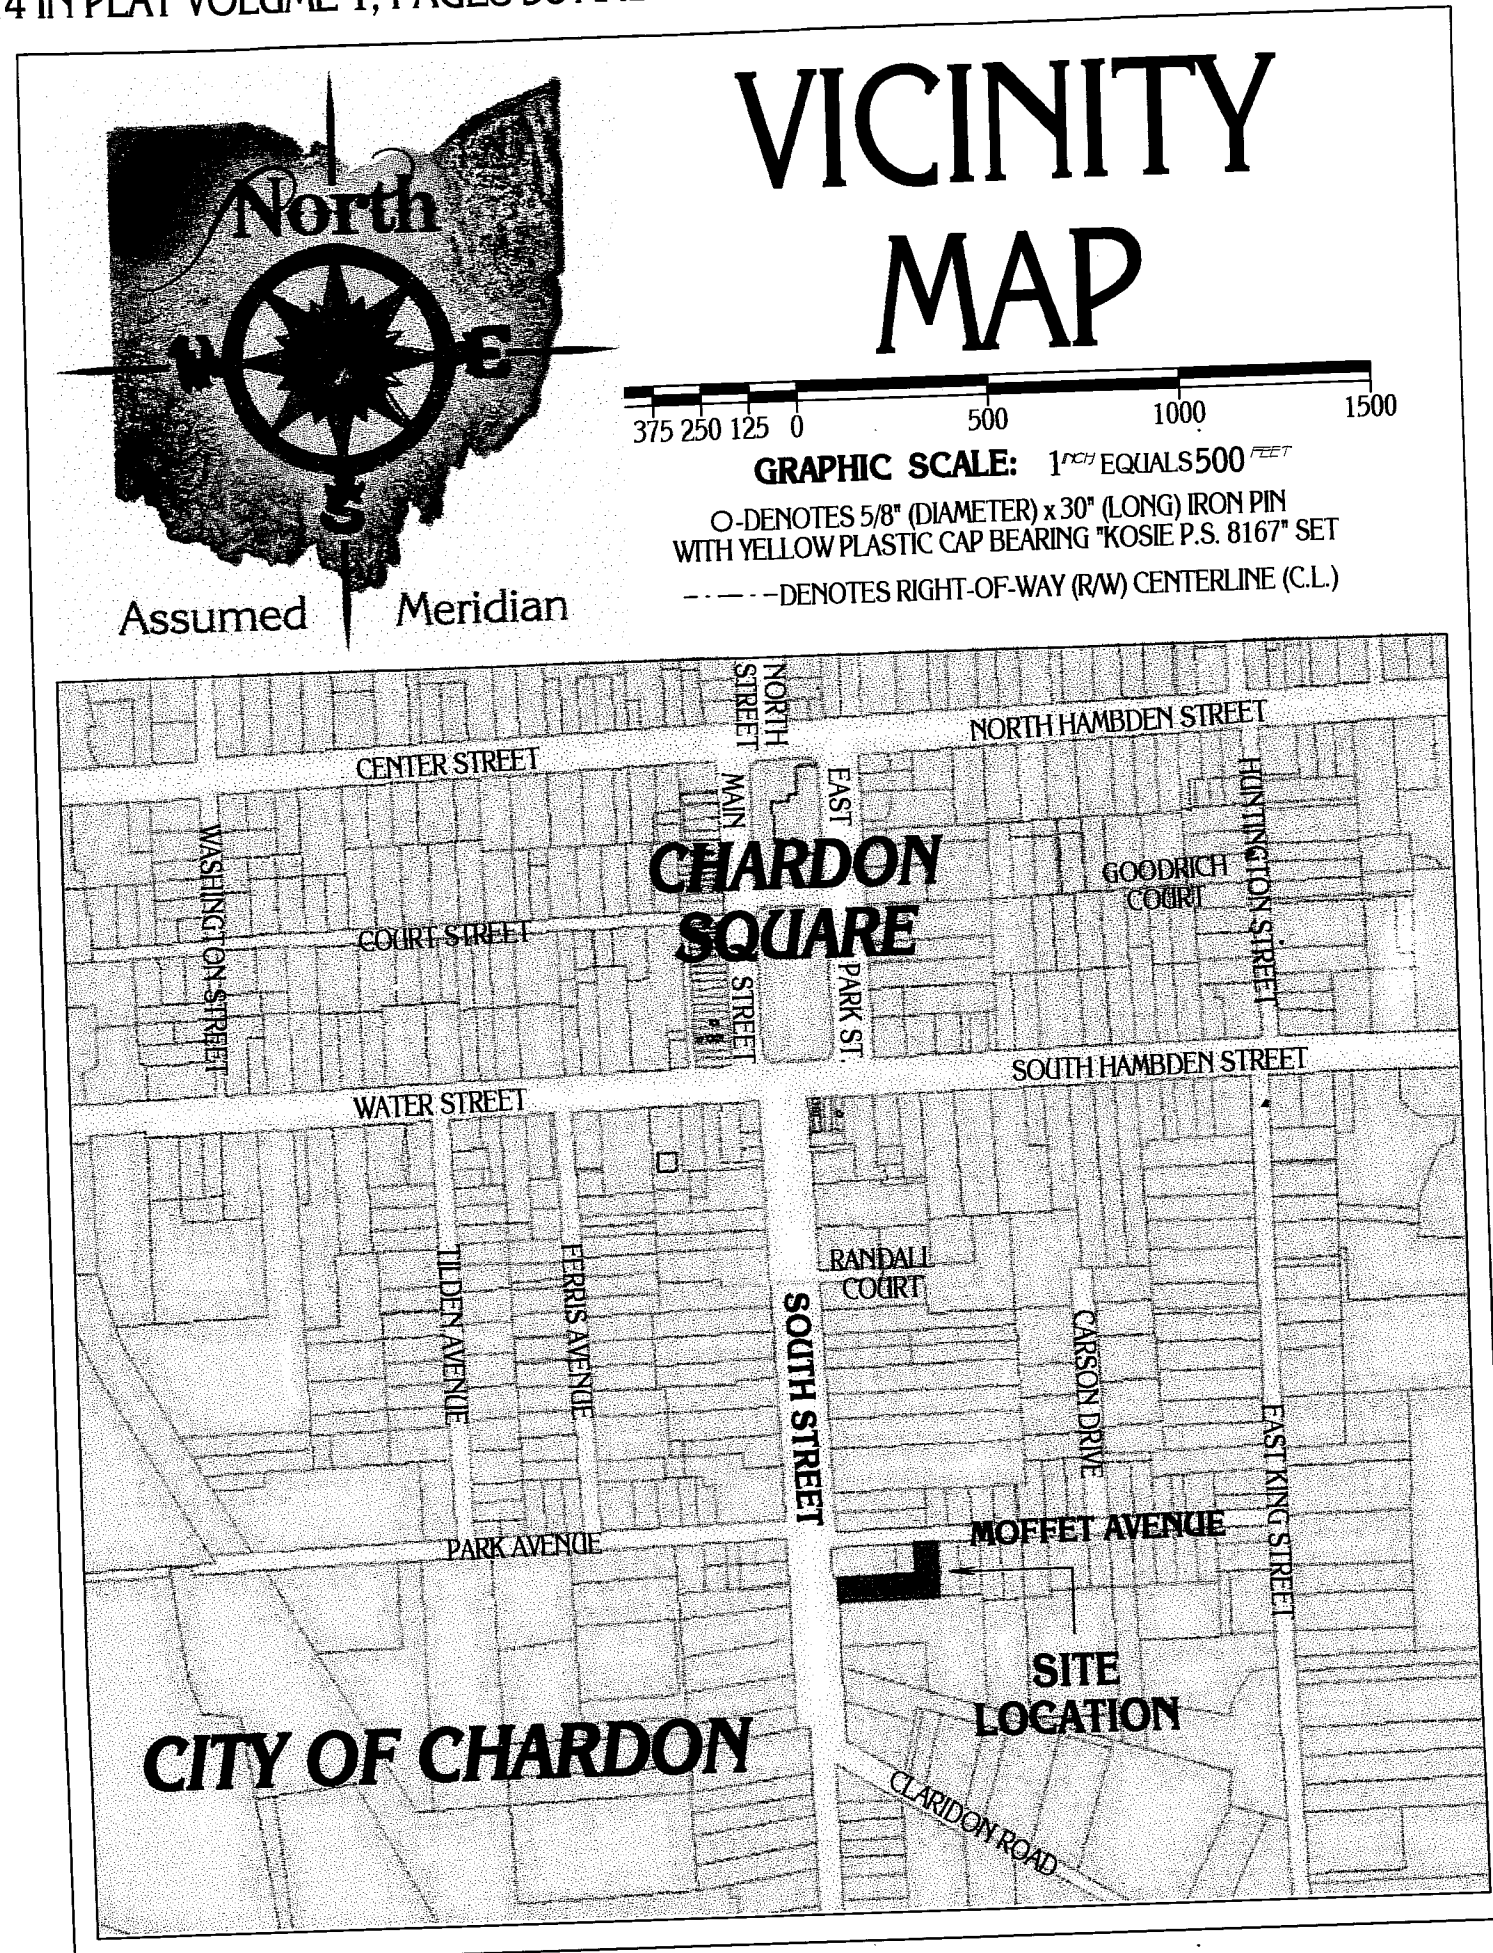 4 IN PLAT VOLUME 1, PAGES
VICINITY
MAP
North
W
E
S
Assumed Meridian
375 250 125 0 500 1000 1500
GRAPHIC SCALE: 1 INCH EQUALS 500 FEET
O-DENOTES 5/8" (DIAMETER) x 30" (LONG) IRON PIN
WITH YELLOW PLASTIC CAP BEARING "KOSIE P.S. 8167" SET
DENOTES RIGHT-OF-WAY (R/W) CENTERLINE (C.L.)
NORTH
STREET
NORTH HAMBDEN STREET
CENTER STREET
MAIN
EAST
HUNTINGTON STREET
WASHINGTON STREET
CHARDON
SQUARE
GOODRICH
COURT
COURT STREET
STREET
PARK ST.
SOUTH HAMBDEN STREET
WATER STREET
TILDEN AVENUE
FERRIS AVENUE
RANDALL
COURT
SOUTH STREET
CARSON DRIVE
EAST KING STREET
MOFFET AVENUE
PARK AVENUE
SITE
LOCATION
CITY OF CHARDON
CLARIDON ROAD